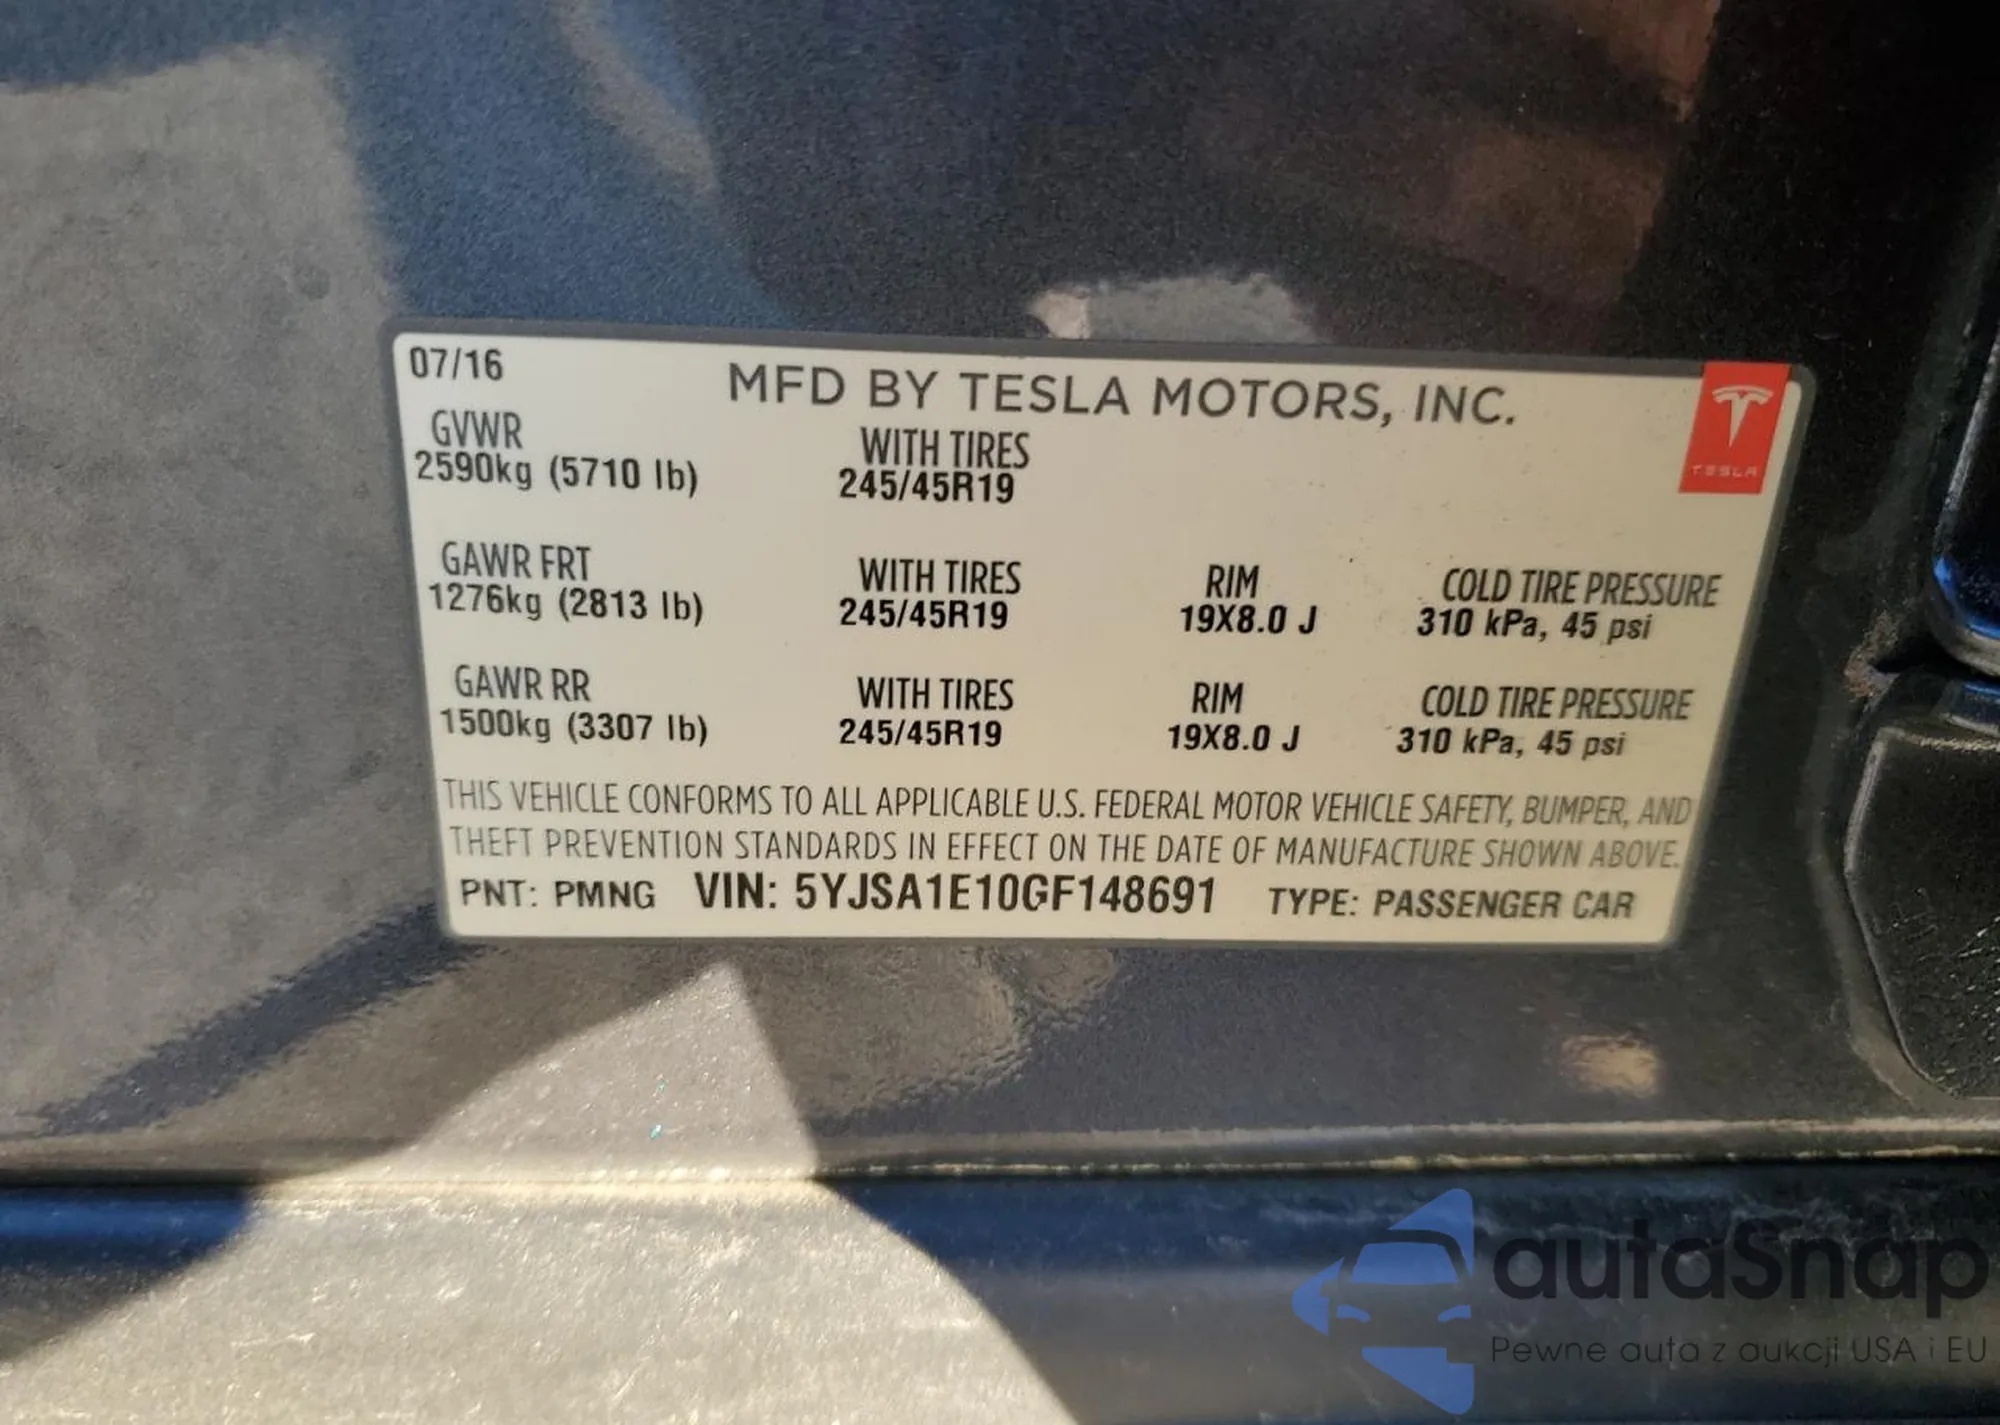 07/16
MFD BY TESLA MOTORS, INC.
TESLA
GVWR
2590kg (5710 lb)
WITH TIRES
245/45R19
GAWR FRT
1276kg (2813 lb)
WITH TIRES
245/45R19
RIM
19X8.0 J
COLD TIRE PRESSURE
310 kPa, 45 psi
GAWR RR
1500kg (3307 lb)
WITH TIRES
245/45R19
RIM
19X8.0 J
COLD TIRE PRESSURE
310 kPa, 45 psi
THIS VEHICLE CONFORMS TO ALL APPLICABLE U.S. FEDERAL MOTOR VEHICLE SAFETY, BUMPER, AND
THEFT PREVENTION STANDARDS IN EFFECT ON THE DATE OF MANUFACTURE SHOWN ABOVE.
PNT: PMNG VIN: 5YJSA1E10GF148691 TYPE: PASSENGER CAR
autaSnap
Pewne auta z aukcji USA i EU